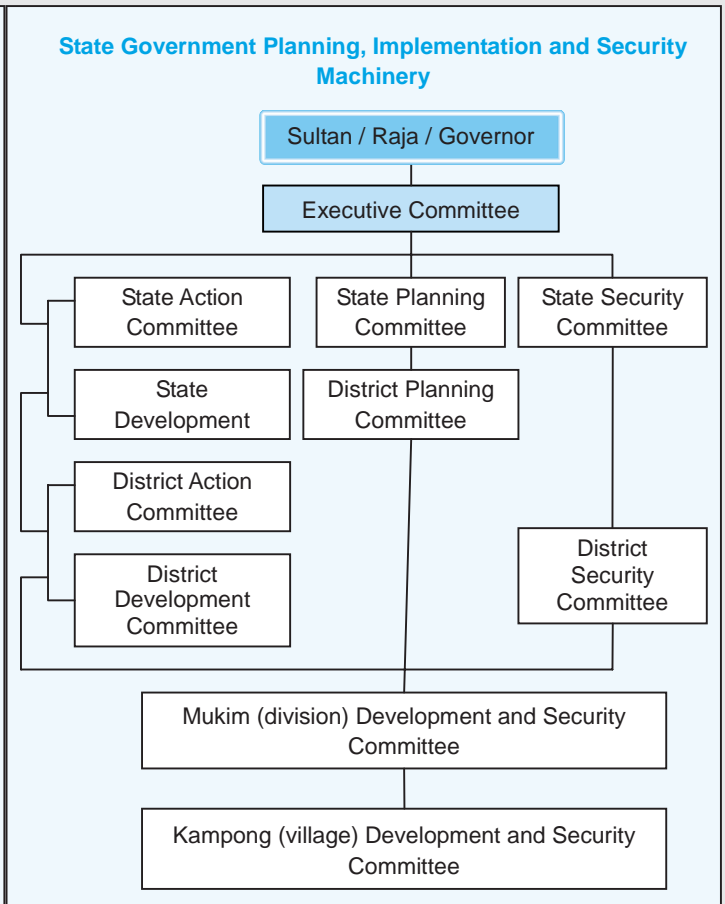 State Government Planning, Implementation and Security
Machinery
Sultan / Raja / Governor
Executive Committee
State Action
Committee
State Planning
Committee
State Security
Committee
State
Development
District Planning
Committee
District Action
Committee
District
Development
Committee
District
Security
Committee
Mukim (division) Development and Security
Committee
Kampong (village) Development and Security
Committee